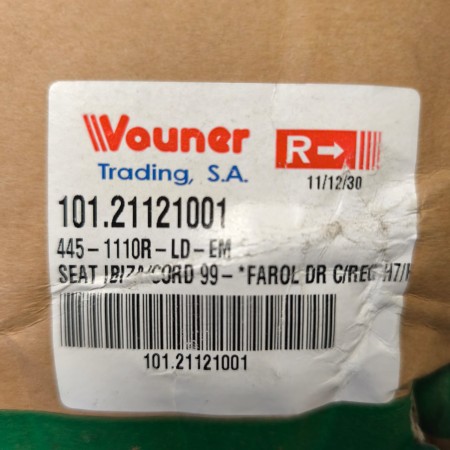 Vauner
Trading, S.A.
R
11/12/30
101.21121001
445-1110R-LD-EM
SEAT IBIZA/CORD 99- *FAROL DR C/REG H7/
101.21121001